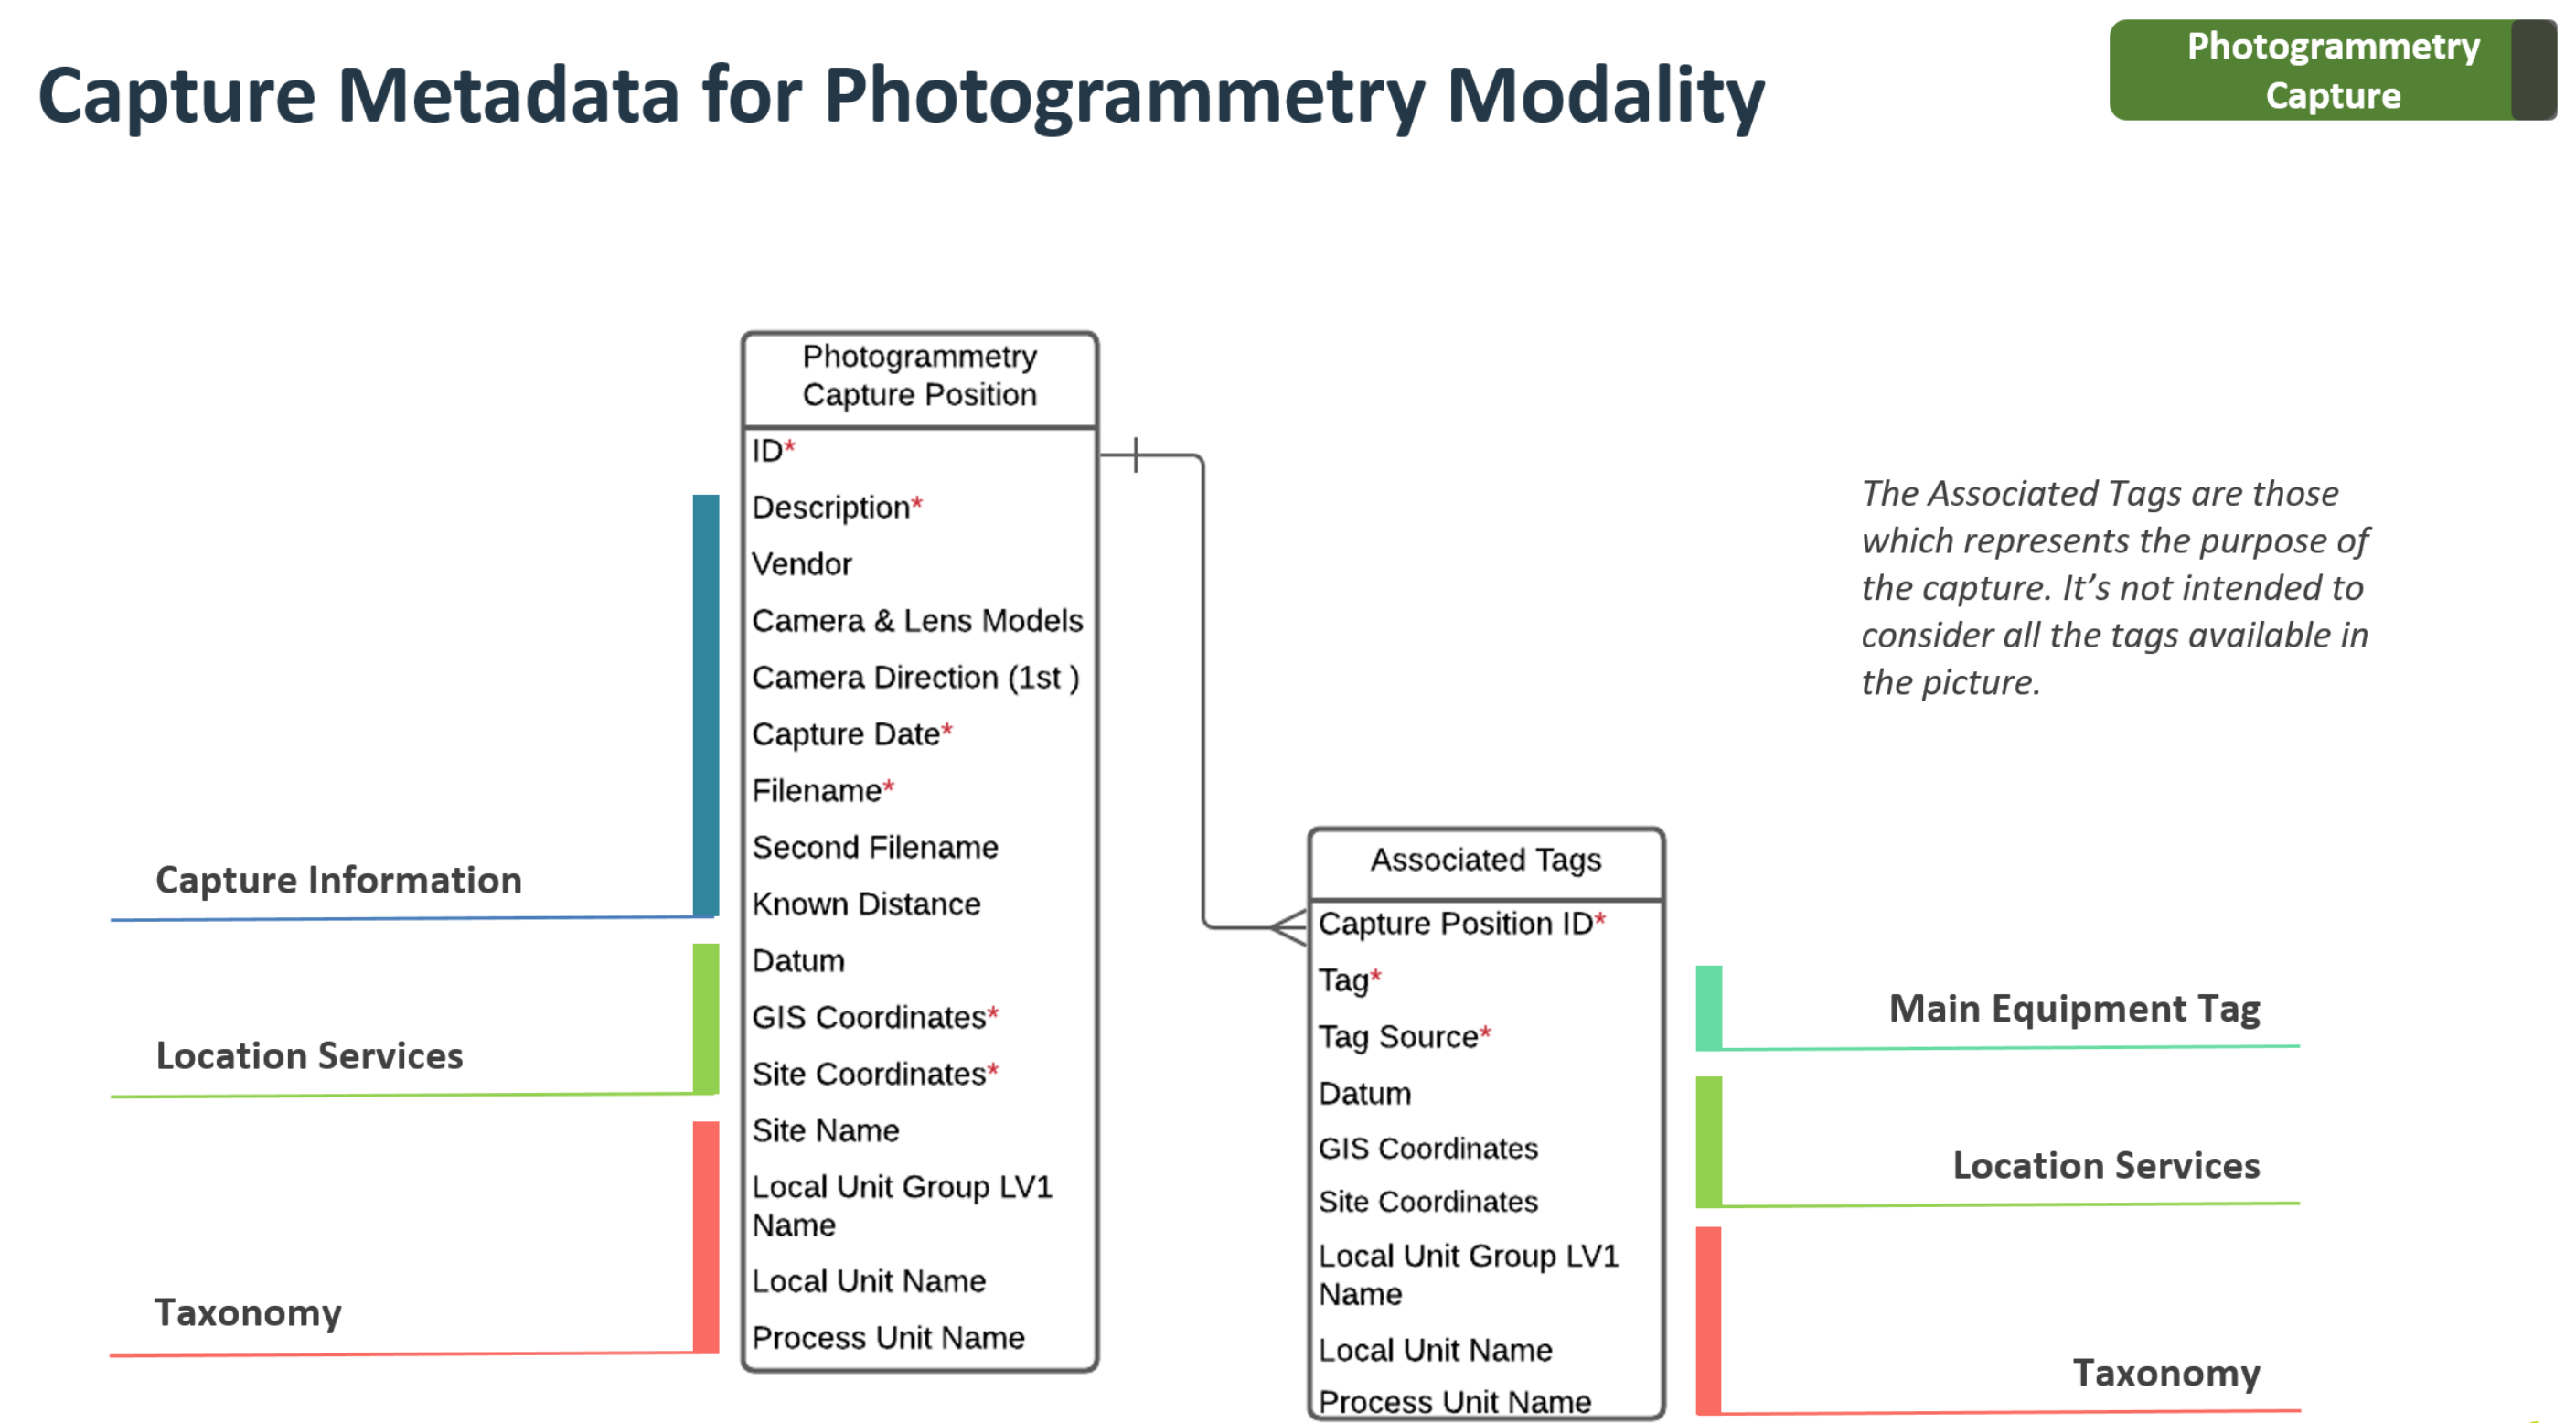 Capture Metadata for Photogrammetry Modality
Photogrammetry
Capture
Photogrammetry
Capture Position
ID*
Description*
Vendor
Camera & Lens Models
Camera Direction (1st )
Capture Date*
Filename*
Second Filename
Known Distance
Datum
GIS Coordinates*
Site Coordinates*
Site Name
Local Unit Group LV1
Name
Local Unit Name
Process Unit Name
Capture Information
Location Services
Taxonomy
Associated Tags
Capture Position ID*
Tag*
Tag Source*
Datum
GIS Coordinates
Site Coordinates
Local Unit Group LV1
Name
Local Unit Name
Process Unit Name
The Associated Tags are those
which represents the purpose of
the capture. It’s not intended to
consider all the tags available in
the picture.
Main Equipment Tag
Location Services
Taxonomy